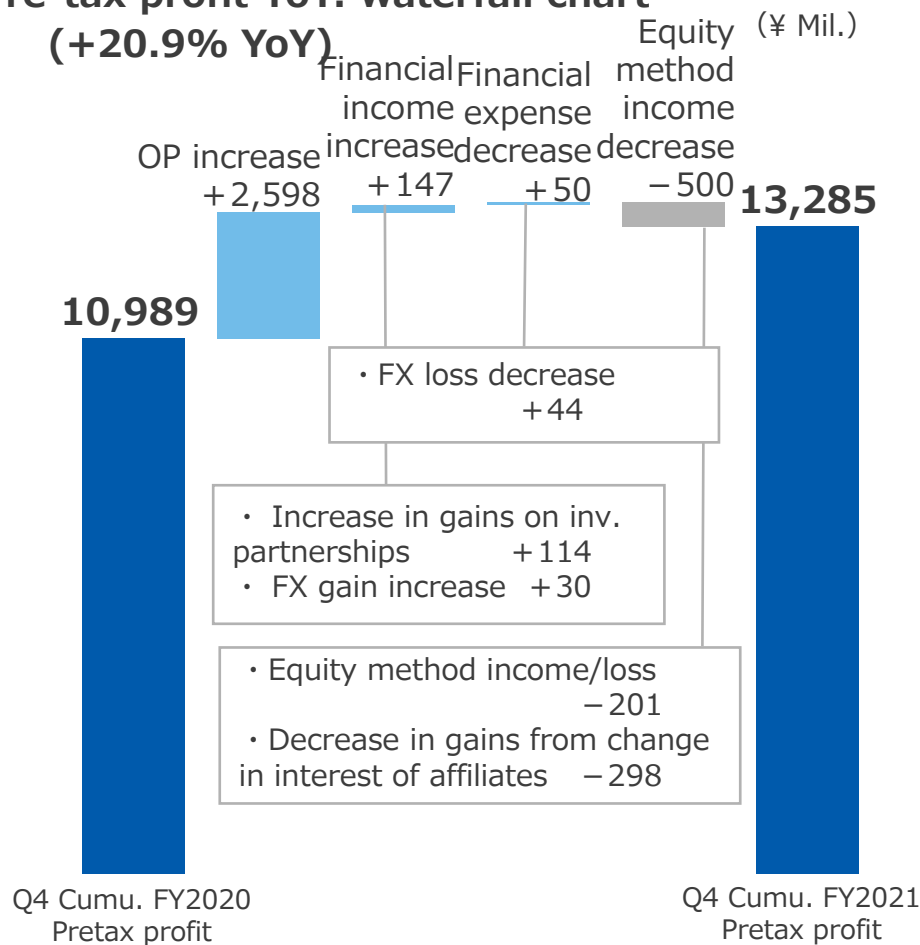 (+20.9% YoY)
(¥ Mil.)
OP increase
+2,598
Financial
income
increase
+147
Financial
expense
decrease
+50
Equity
method
income
decrease
−500
10,989
13,285
・FX loss decrease
+44
・ Increase in gains on inv.
partnerships +114
・ FX gain increase +30
・Equity method income/loss
−201
・Decrease in gains from change
in interest of affiliates −298
Q4 Cumu. FY2020
Pretax profit
Q4 Cumu. FY2021
Pretax profit